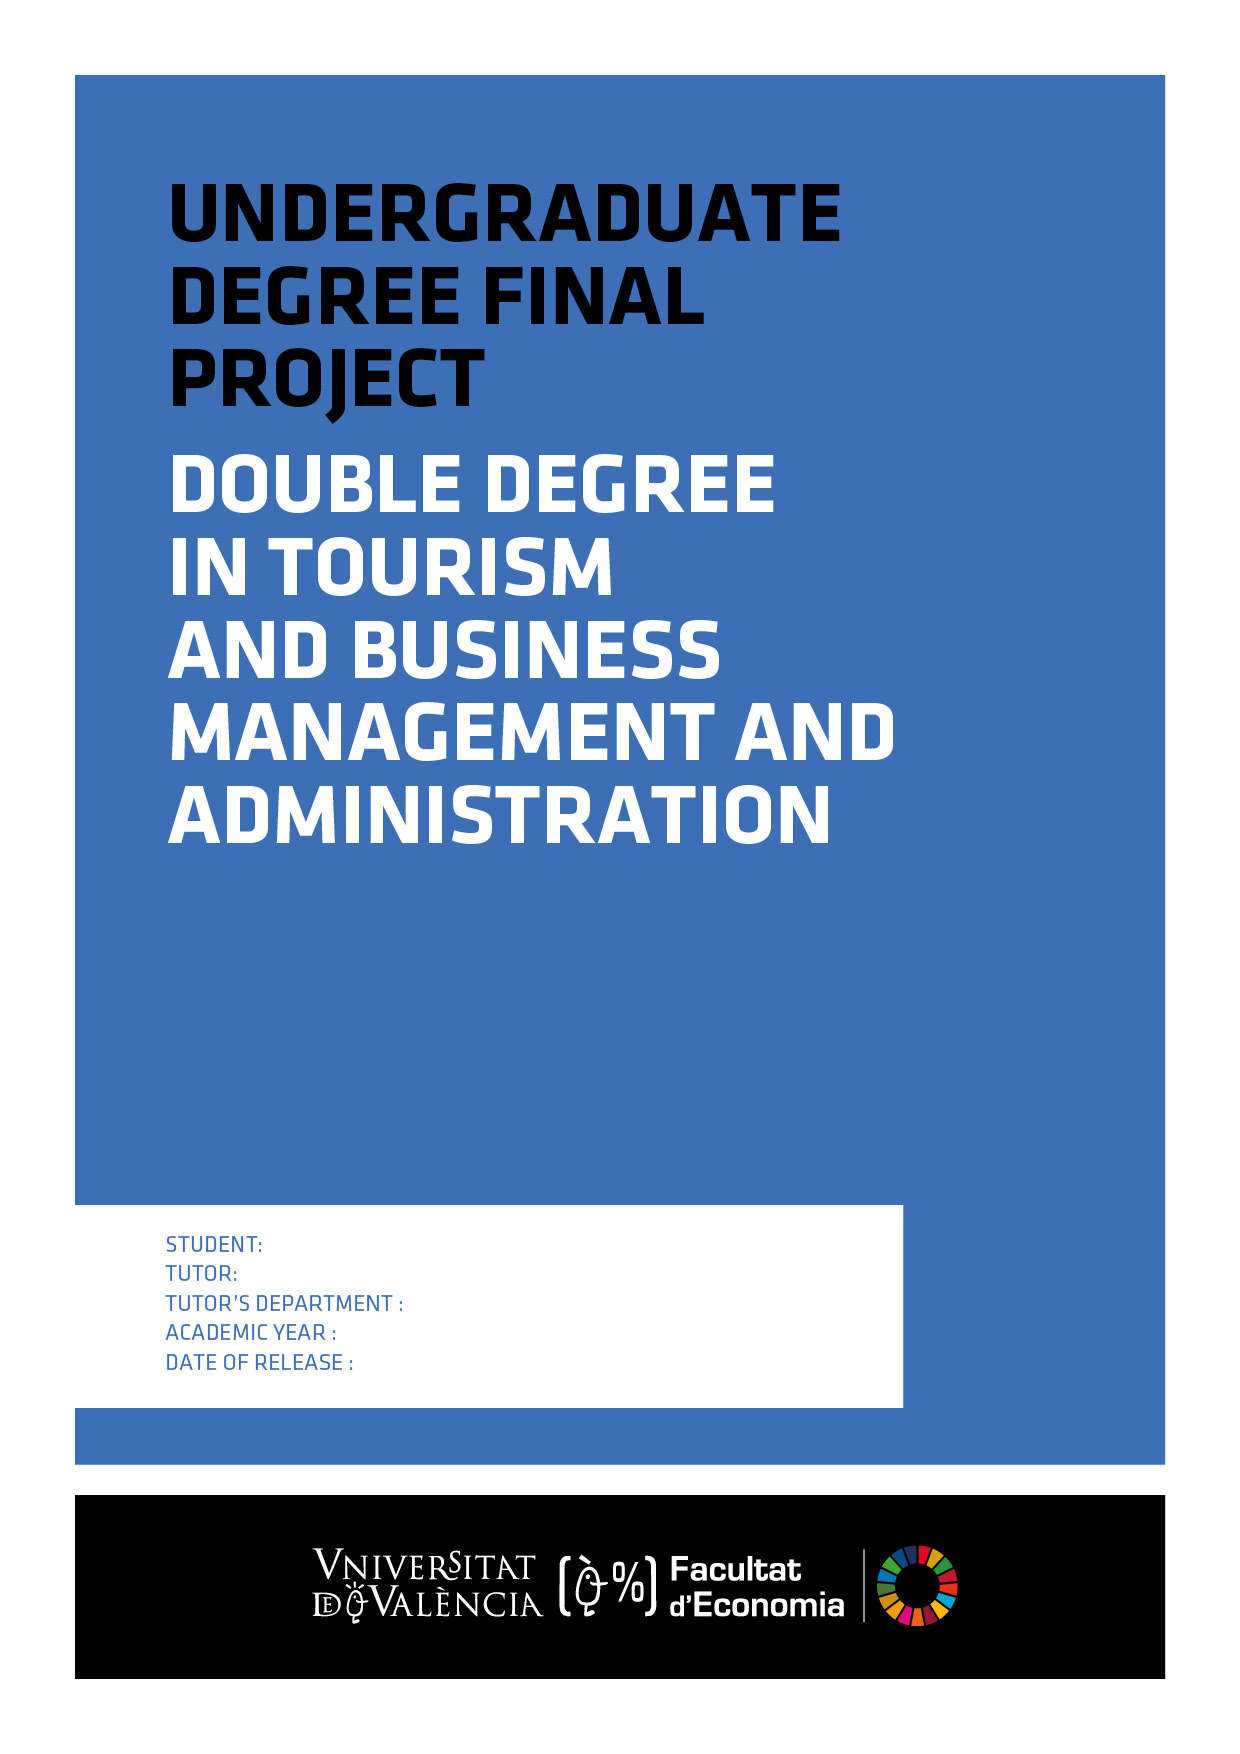 UNDERGRADUATE
DEGREE FINAL
PROJECT
DOUBLE DEGREE
IN TOURISM
AND BUSINESS
MANAGEMENT AND
ADMINISTRATION
STUDENT:
TUTOR:
TUTOR'S DEPARTMENT :
ACADEMIC YEAR :
DATE OF RELEASE :
VNIVERSITAT
DE VALÈNCIA
[%]
Facultat
d'Economia